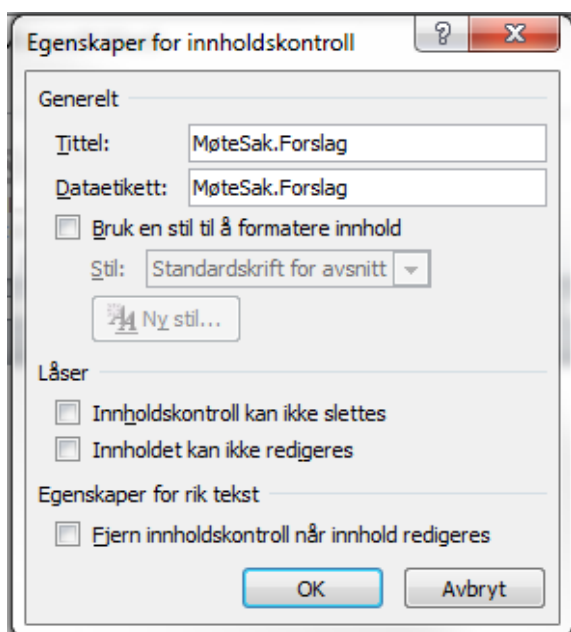 Egenskaper for innholdskontroll
Generelt
Tittel: MøteSak.Forslag
Dataetikett: MøteSak.Forslag
Bruk en stil til å formatere innhold
Stil: Standardskrift for avsnitt
Ny stil...
Låser
Innholdskontroll kan ikke slettes
Innholdet kan ikke redigeres
Egenskaper for rik tekst
Fjern innholdskontroll når innhold redigeres
OK Avbryt